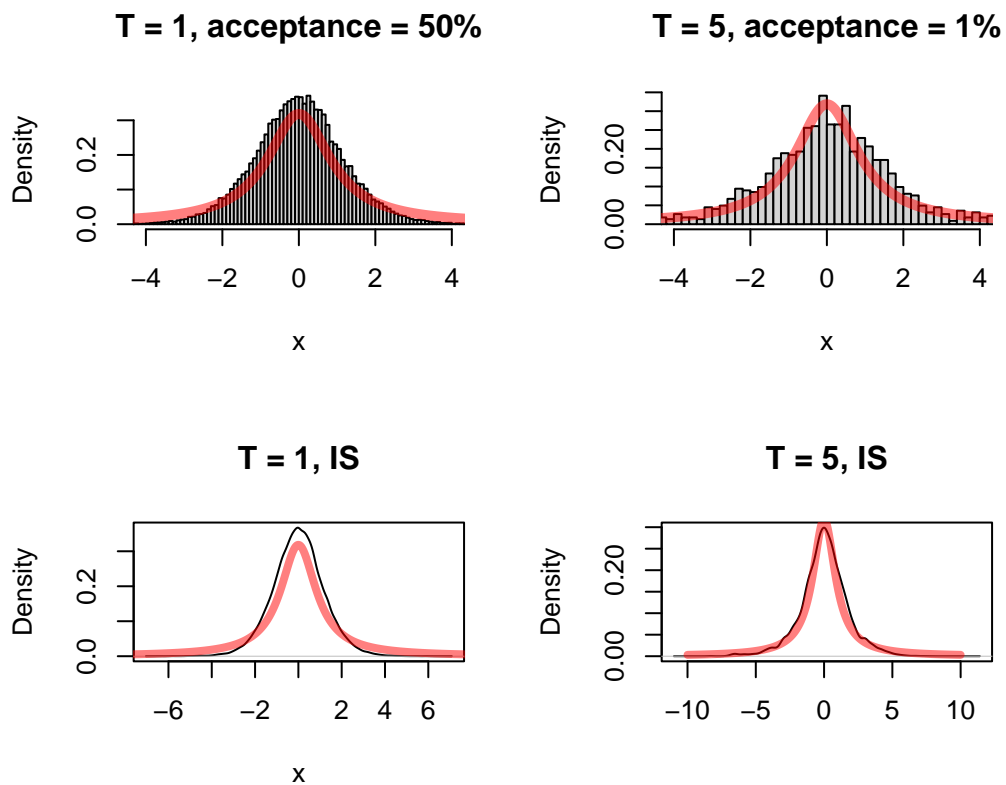 T = 1, acceptance = 50%
Density
0.0 0.2
−4 −2 0 2 4
x
T = 5, acceptance = 1%
Density
0.00 0.20
−4 −2 0 2 4
x
T = 1, IS
Density
0.0 0.2
−6 −2 2 4 6
x
T = 5, IS
Density
0.00 0.20
−10 −5 0 5 10